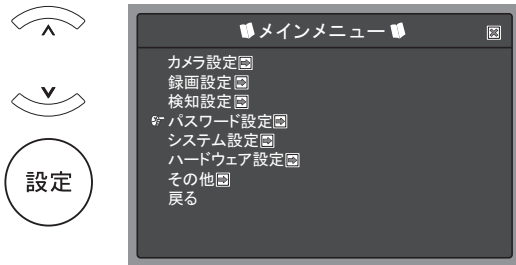 メインメニュー
カメラ設定
録画設定
検知設定
パスワード設定
システム設定
ハードウェア設定
その他
戻る
設定